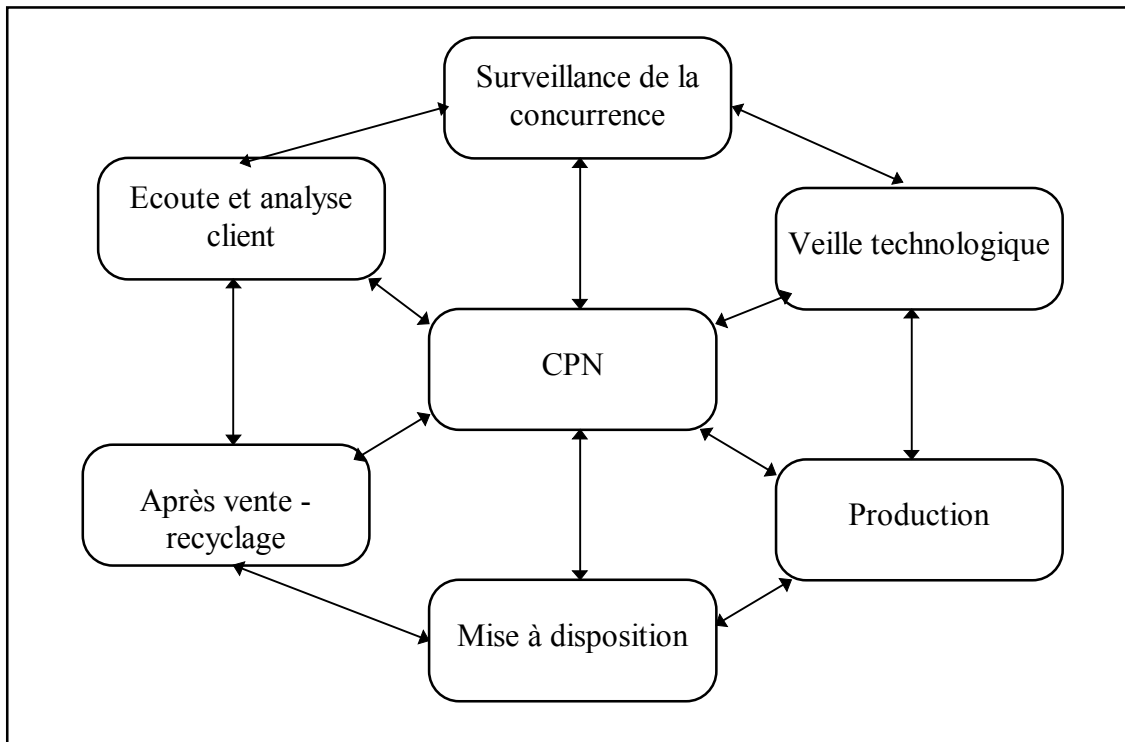 Surveillance de la
concurrence
Ecoute et analyse
client
Veille technologique
CPN
Après vente -
recyclage
Production
Mise à disposition